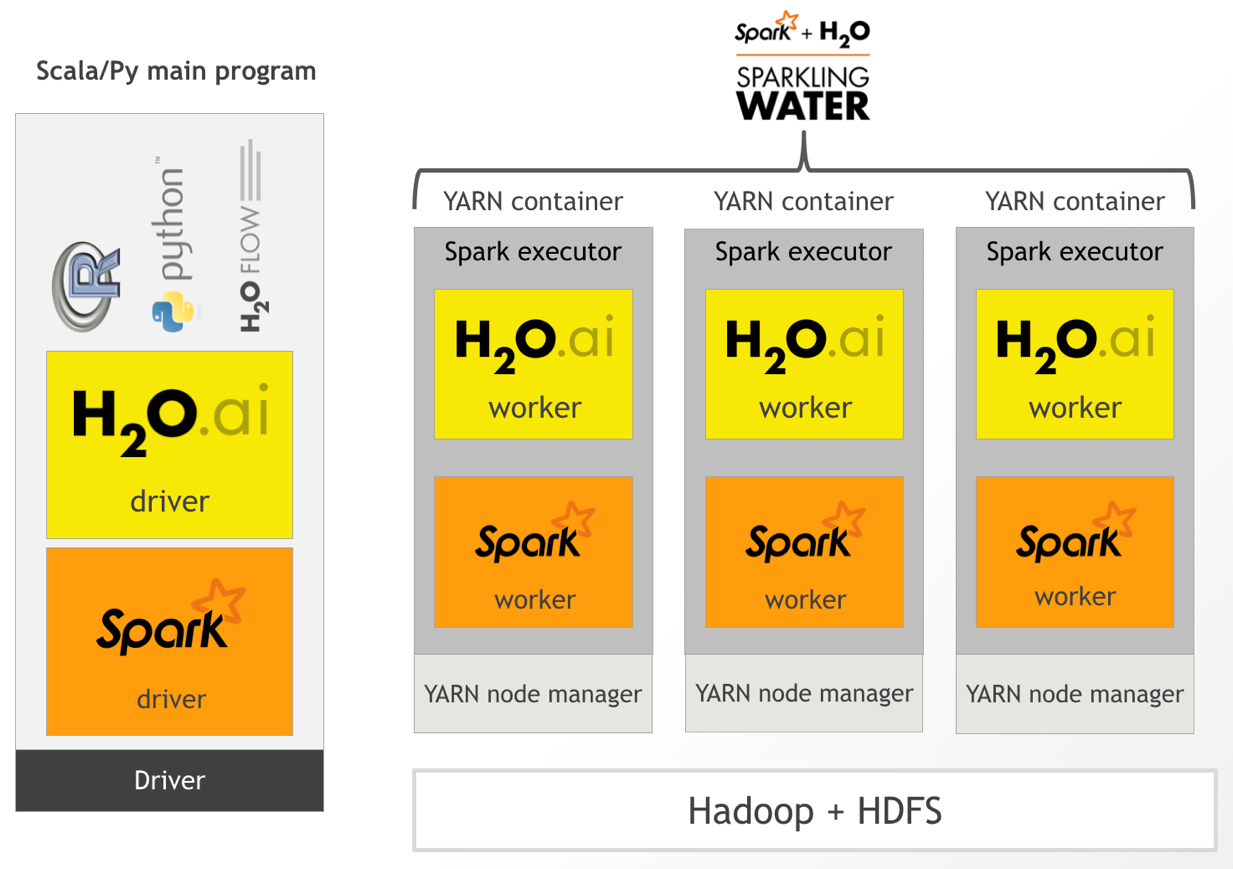 Scala/Py main program
R
python™
H2O FLOW
H2O.ai
driver
Spark
driver
Driver
Spark + H2O
SPARKLING
WATER
YARN container
Spark executor
H2O.ai
worker
Spark
worker
YARN node manager
YARN container
Spark executor
H2O.ai
worker
Spark
worker
YARN node manager
YARN container
Spark executor
H2O.ai
worker
Spark
worker
YARN node manager
Hadoop + HDFS